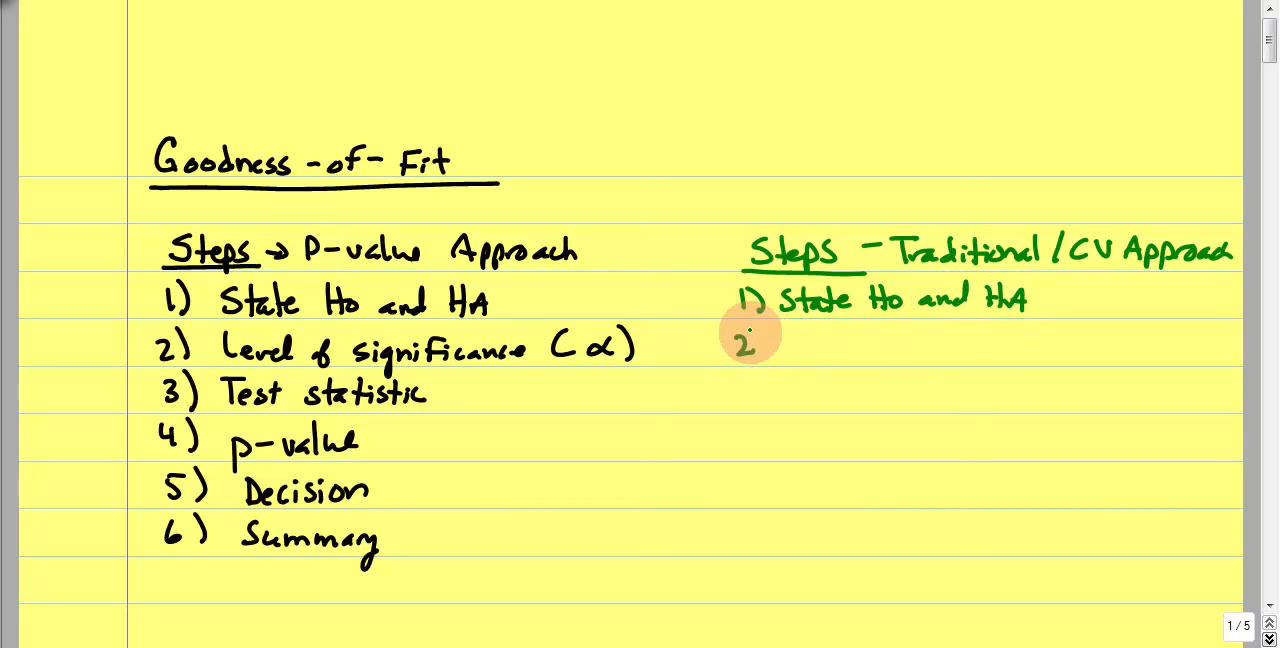 Goodness-of-Fit
Steps → P-value Approach
1) State Ho and HA
2) Level of significance (α)
3) Test statistic
4) p-value
5) Decision
6) Summary
Steps - Traditional / CV Approach
1) State Ho and HA
2
1/5